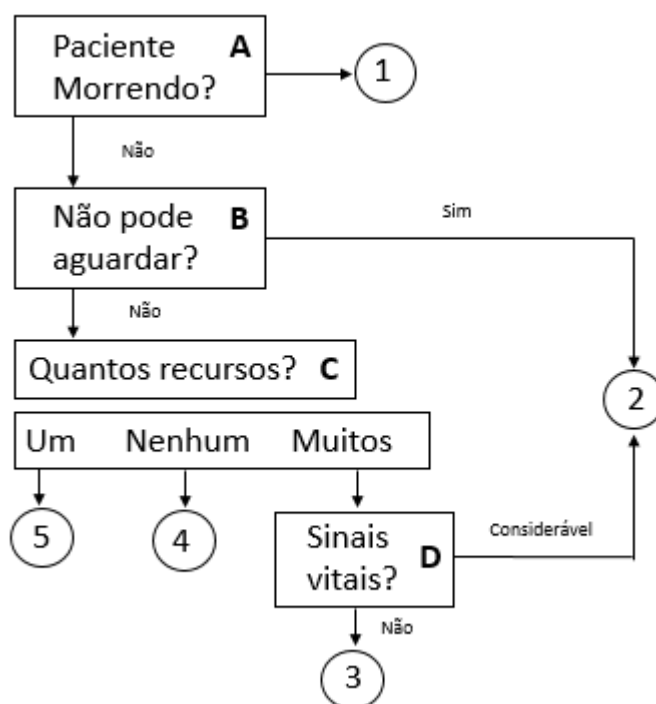 Paciente A
Morrendo?
1
Não
Não pode B
aguardar?
Sim
Não
Quantos recursos? C
2
Um Nenhum Muitos
5
4
Sinais
vitais? D
Considerável
Não
3